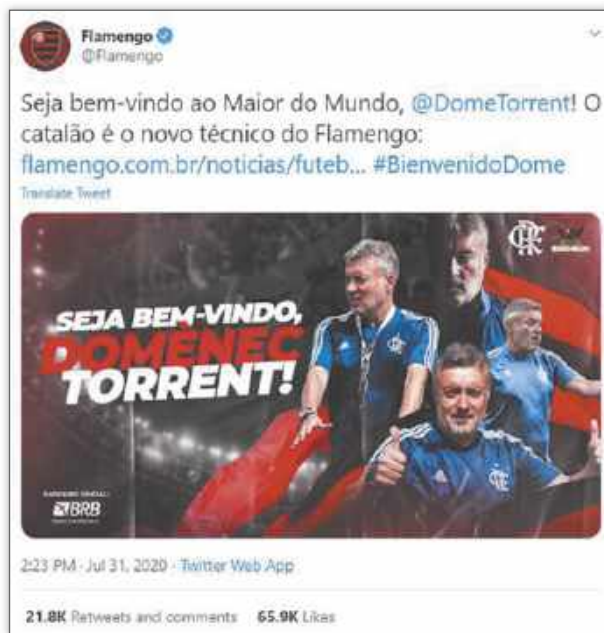 Flamengo
@Flamengo
Seja bem-vindo ao Maior do Mundo, @DomeTorrent! O
catalão é o novo técnico do Flamengo:
flamengo.com.br/noticias/futeb... #BienvenidoDome
Translate Tweet
SEJA BEM-VINDO,
DOMÈNEC
TORRENT!
BRB
2:23 PM · Jul 31, 2020 · Twitter Web App
21.8K Retweets and comments 65.9K Likes